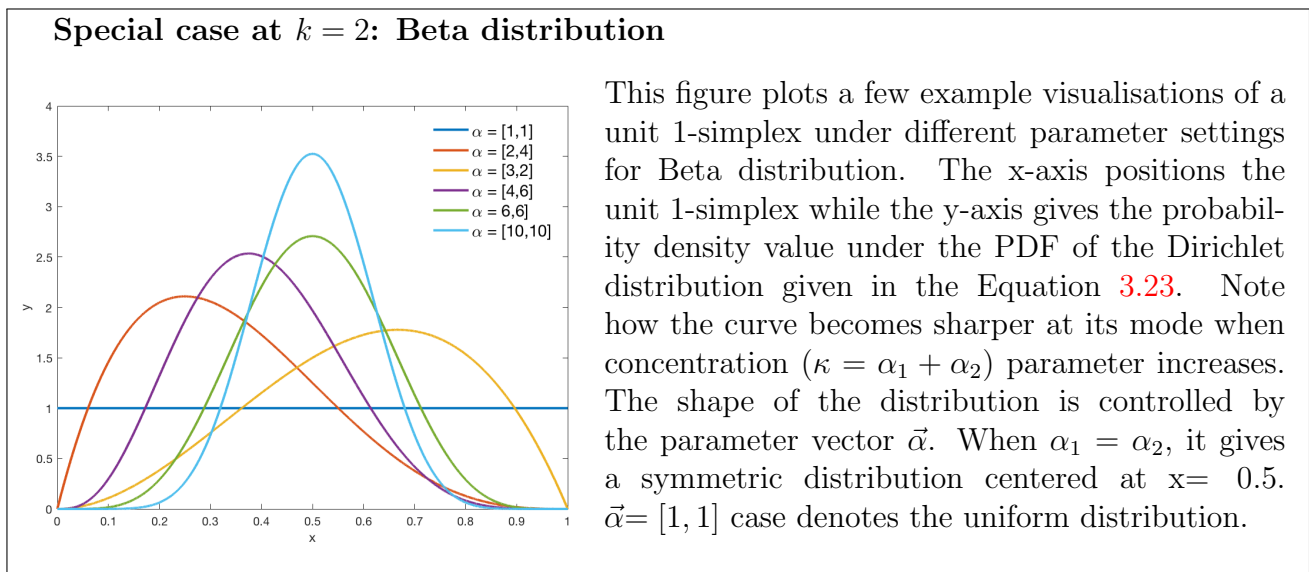 Special case at k = 2: Beta distribution
4
3.5
3
2.5
2
1.5
1
0.5
0
y
0 0.1 0.2 0.3 0.4 0.5 0.6 0.7 0.8 0.9 1
x
α = [1,1]
α = [2,4]
α = [3,2]
α = [4,6]
α = 6,6]
α = [10,10]
This figure plots a few example visualisations of a
unit 1-simplex under different parameter settings
for Beta distribution. The x-axis positions the
unit 1-simplex while the y-axis gives the probabil-
ity density value under the PDF of the Dirichlet
distribution given in the Equation 3.23. Note
how the curve becomes sharper at its mode when
concentration (κ = α₁ + α₂) parameter increases.
The shape of the distribution is controlled by
the parameter vector α⃗. When α₁ = α₂, it gives
a symmetric distribution centered at x= 0.5.
α⃗= [1, 1] case denotes the uniform distribution.